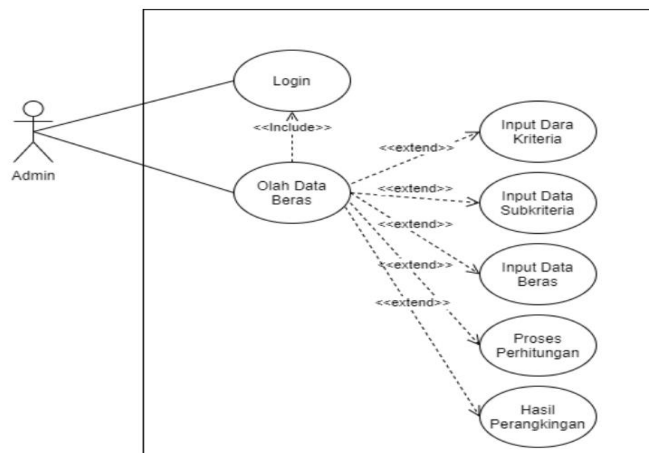 Login
<<Include>>
Admin
Olah Data
Beras
<<extend>>
<<extend>>
<<extend>>
<<extend>>
<<extend>>
Input Dara
Kriteria
Input Data
Subkriteria
Input Data
Beras
Proses
Perhitungan
Hasil
Perangkingan